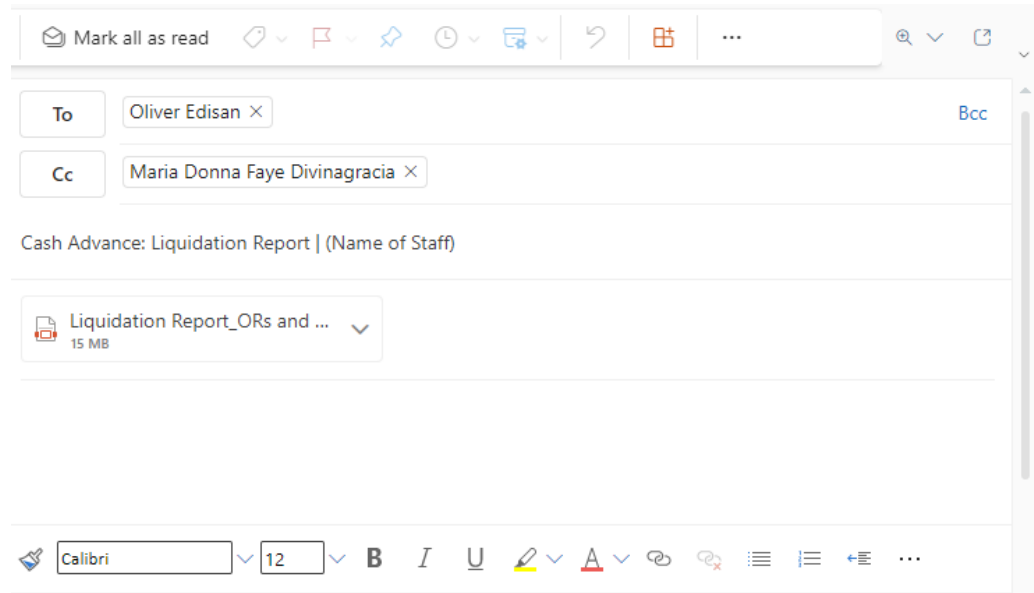 Mark all as read
To
Oliver Edisan
Bcc
Cc
Maria Donna Faye Divinagracia
Cash Advance: Liquidation Report | (Name of Staff)
Liquidation Report_ORs and ...
15 MB
Calibri 12 B I U A